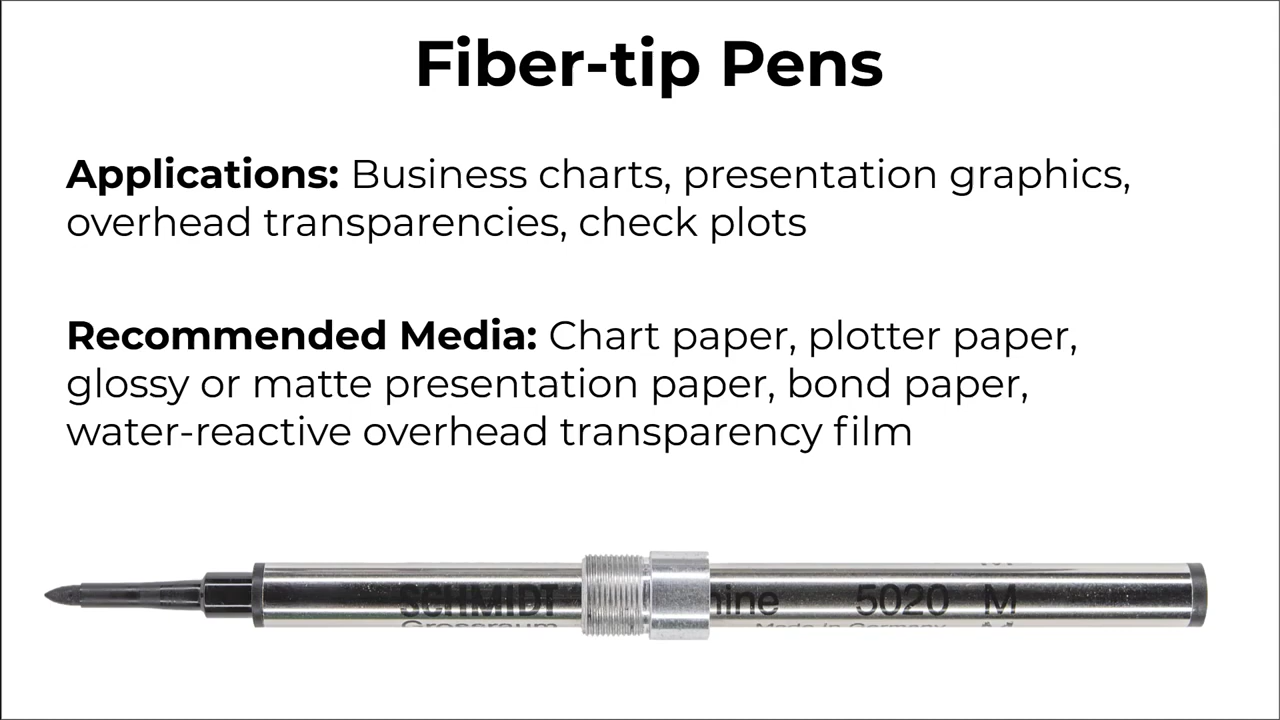 Fiber-tip Pens
Applications: Business charts, presentation graphics,
overhead transparencies, check plots
Recommended Media: Chart paper, plotter paper,
glossy or matte presentation paper, bond paper,
water-reactive overhead transparency film
SCHMIDT 5020 M
Made in Germany